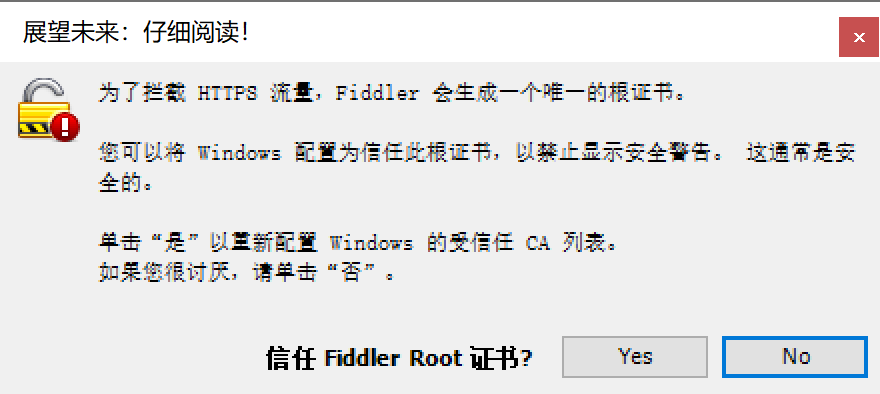 展望未来：仔细阅读！
为了拦截 HTTPS 流量，Fiddler 会生成一个唯一的根证书。
您可以将 Windows 配置为信任此根证书，以禁止显示安全警告。 这通常是安
全的。
单击“是”以重新配置 Windows 的受信任 CA 列表。
如果您很讨厌，请单击“否”。
信任 Fiddler Root 证书?
Yes
No